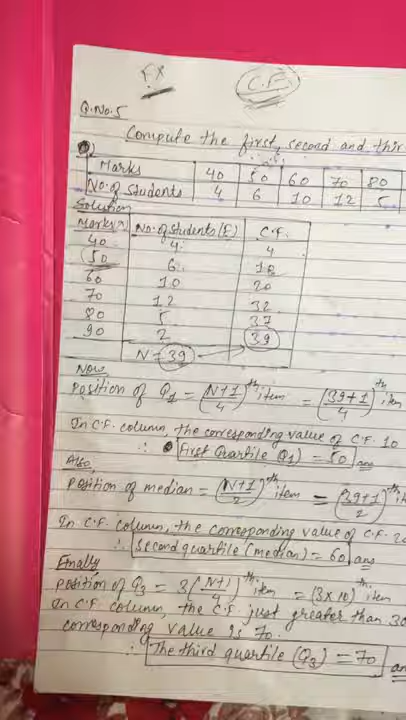 FX C.F.
Q.No.5
Compute the first, second and thir
Marks 40 50 60 70 80
No. of Students 4 6 10 12 5
Solution
Marks(x) No. of Students (f) C.F.
40 4 4
50 6 10
60 10 20
70 12 32
80 5 37
90 2 39
N = 39
Now,
Position of Q1 = (N+1/4)th item = (39+1/4)th item
In C.F. column, the corresponding value of C.F. 10
∴ First Quartile (Q1) = 50 ans
Also,
Position of median = (N+1/2)th item = (39+1/2)th ite
In C.F. column, the corresponding value of C.F. 20
∴ Second quartile (median) = 60 ans
Finally
position of Q3 = 3(N+1/4)th item = (3×10)th item
In C.F. column, the C.F. just greater than 30
corresponding value is 70.
∴ The third quartile (Q3) = 70 an